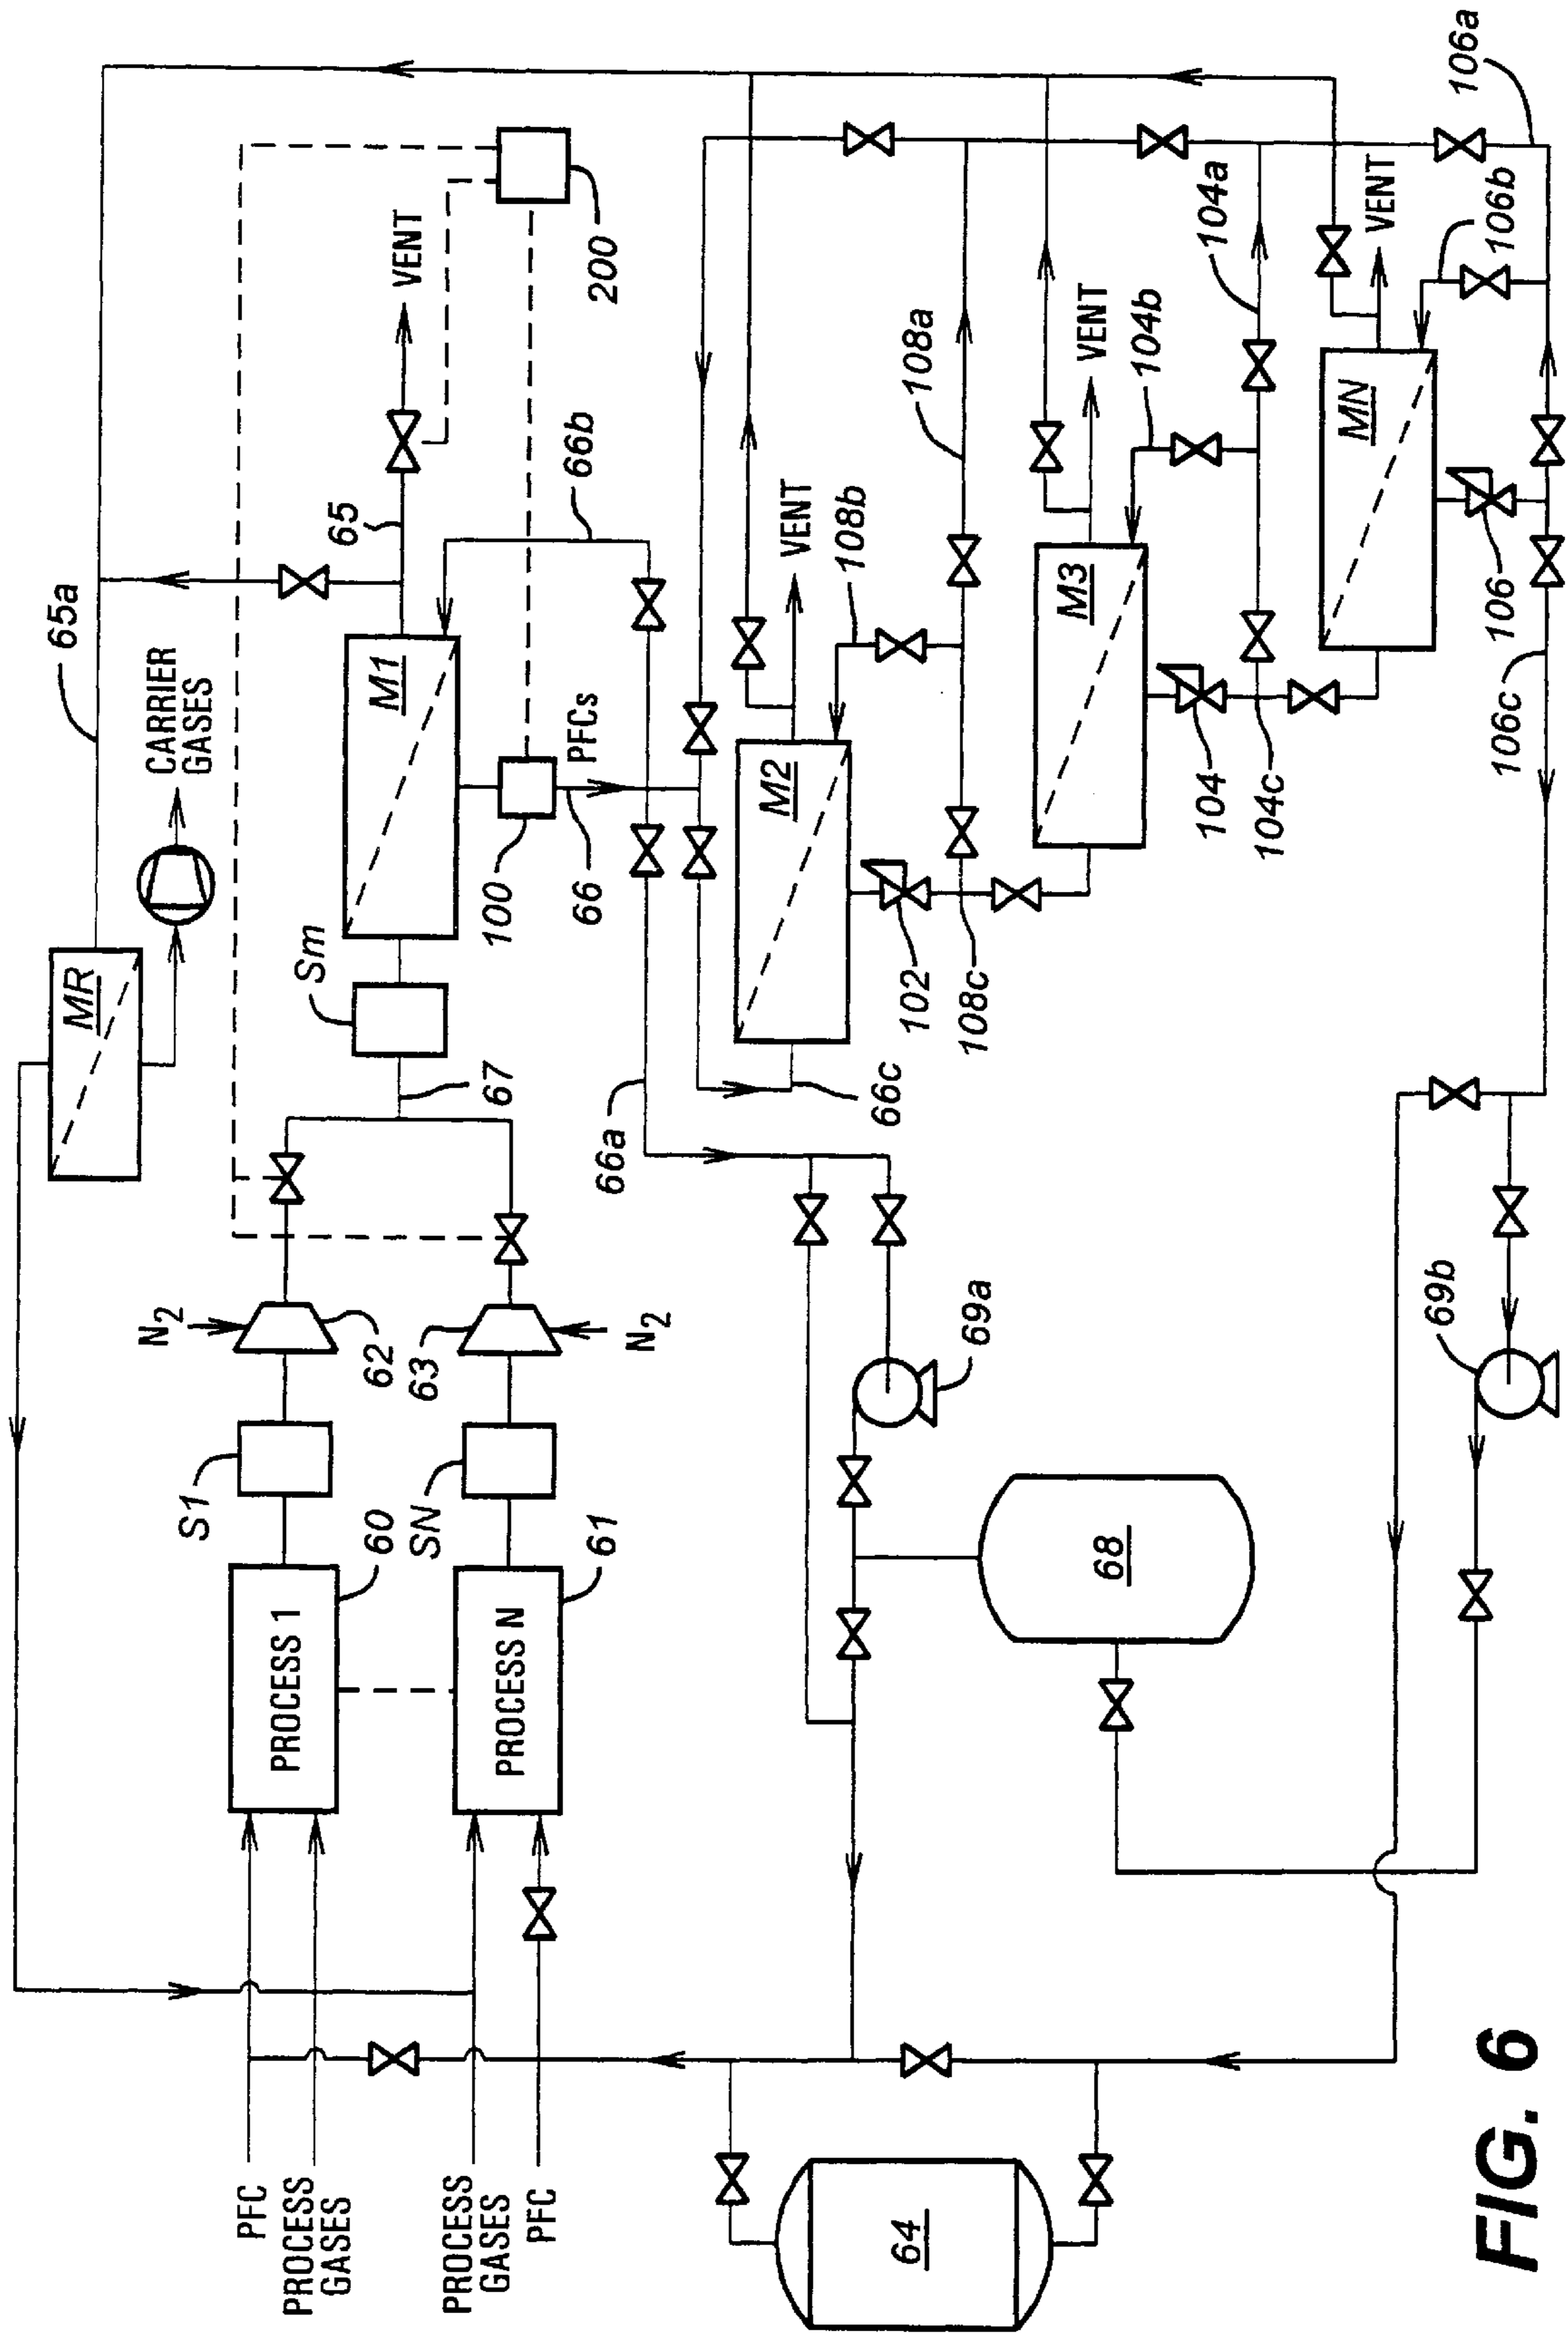 MR
65a
CARRIER
GASES
65
VENT
200
M1
66b
100
PFCs
66
Sm
67
N2
62
63
N2
S1
SN
PROCESS 1
60
PROCESS N
61
PFC
PROCESS
GASES
PROCESS
GASES
PFC
66a
66c
M2
VENT
108b
108a
102
108c
M3
VENT
104b
104a
104
104c
MN
VENT
106b
106a
106
106c
69a
69b
68
64
FIG. 6